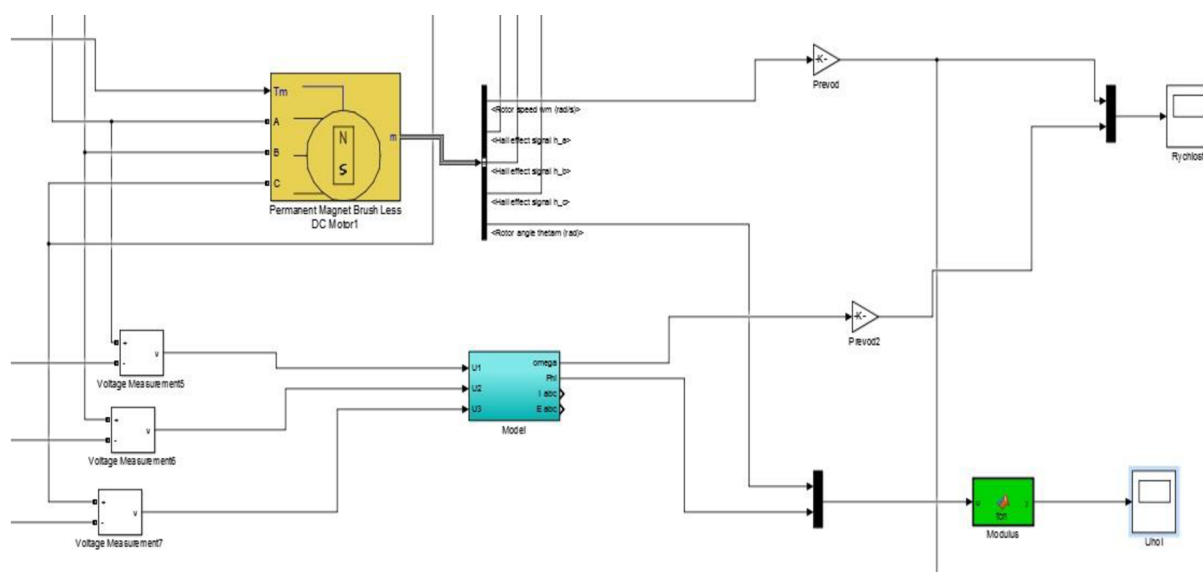 Prevod
-K-
Tm
A
B
C
N
S
m
<Rotor speed wm (rad/s)>
<Hall effect signal h_a>
<Hall effect signal h_b>
<Hall effect signal h_c>
<Rotor angle thetam (rad)>
Permanent Magnet Brush Less
DC Motor1
Rychlost
-K-
Prevod2
+
-
v
Voltage Measurement5
U1
U2
U3
omega
Phi
I abc
E abc
Model
+
-
v
Voltage Measurement6
+
-
v
Voltage Measurement7
u
fcn
y
Modulus
Uhol